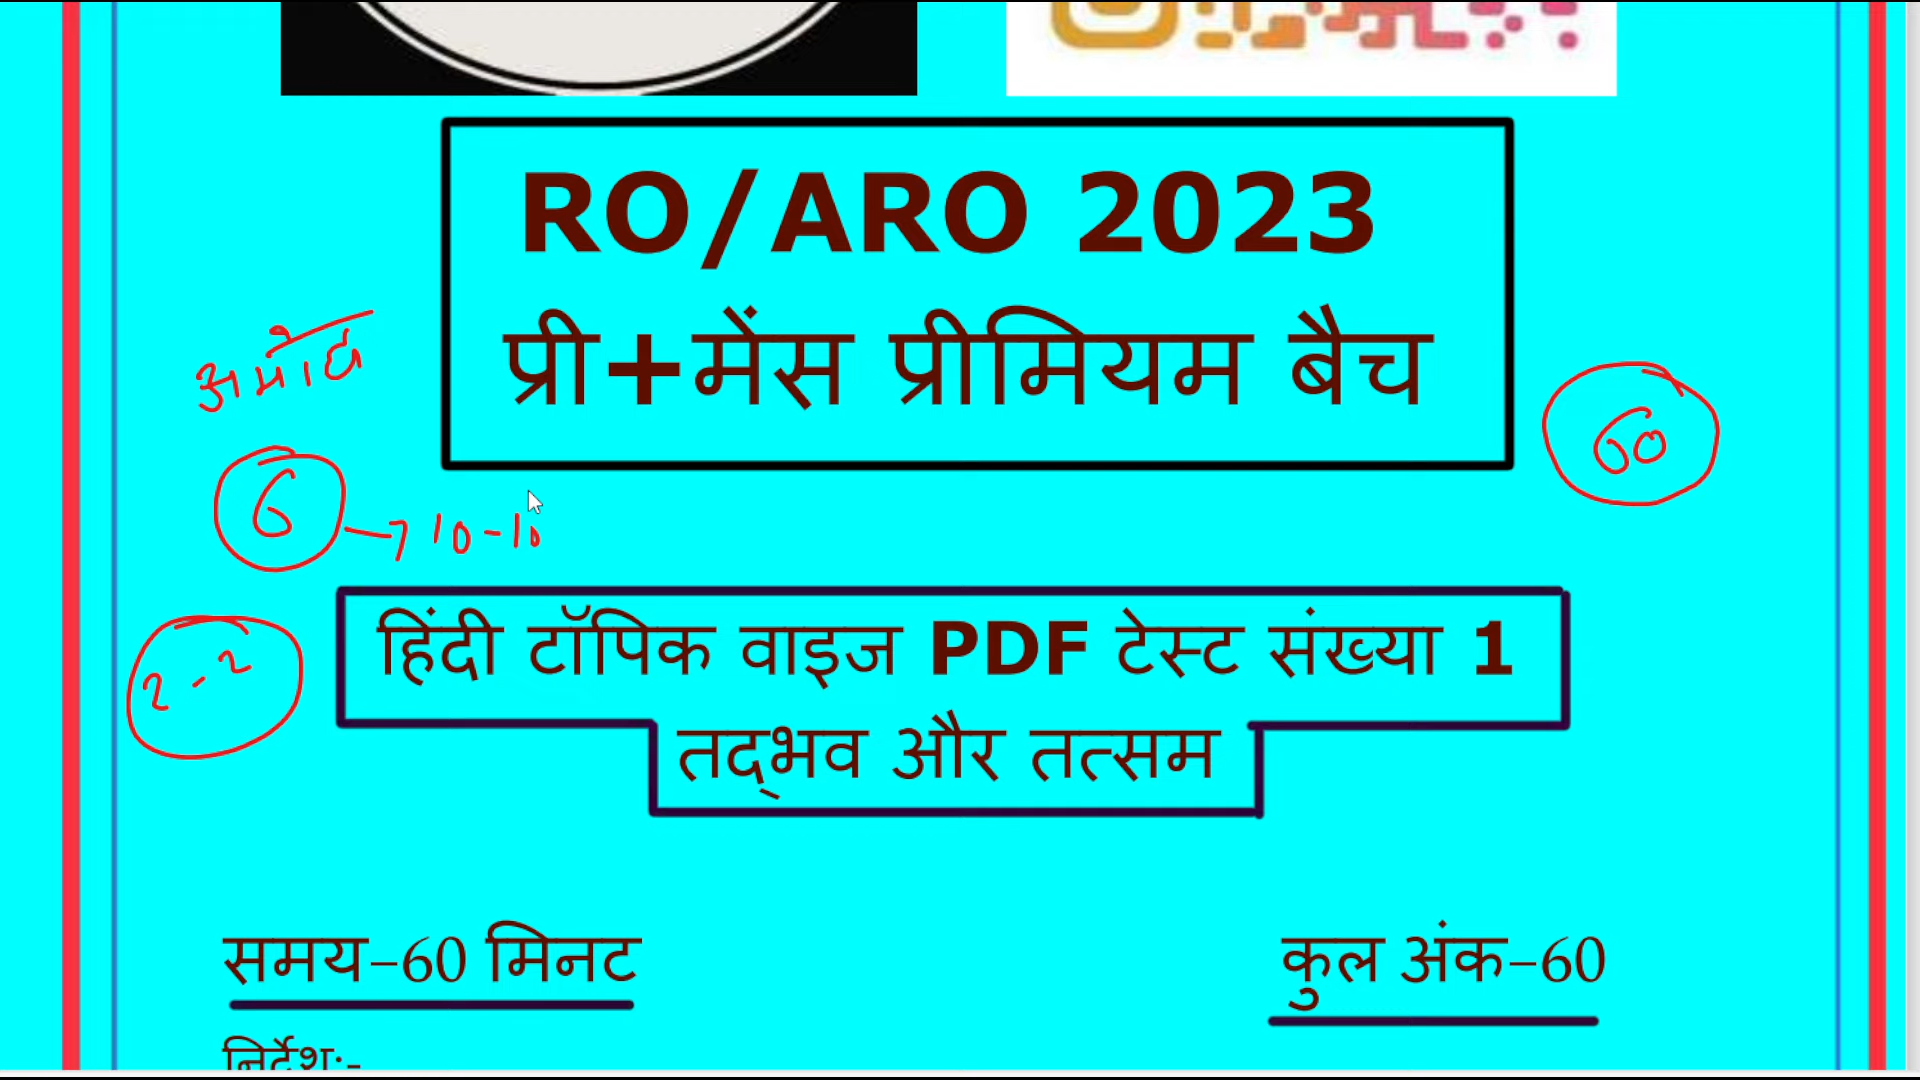 RO/ARO 2023
प्री+मेंस प्रीमियम बैच
अमोघ
60
6 → 10-10
हिंदी टॉपिक वाइज PDF टेस्ट संख्या 1
2-2
तद्भव और तत्सम
समय-60 मिनट
कुल अंक-60
निर्देश:-